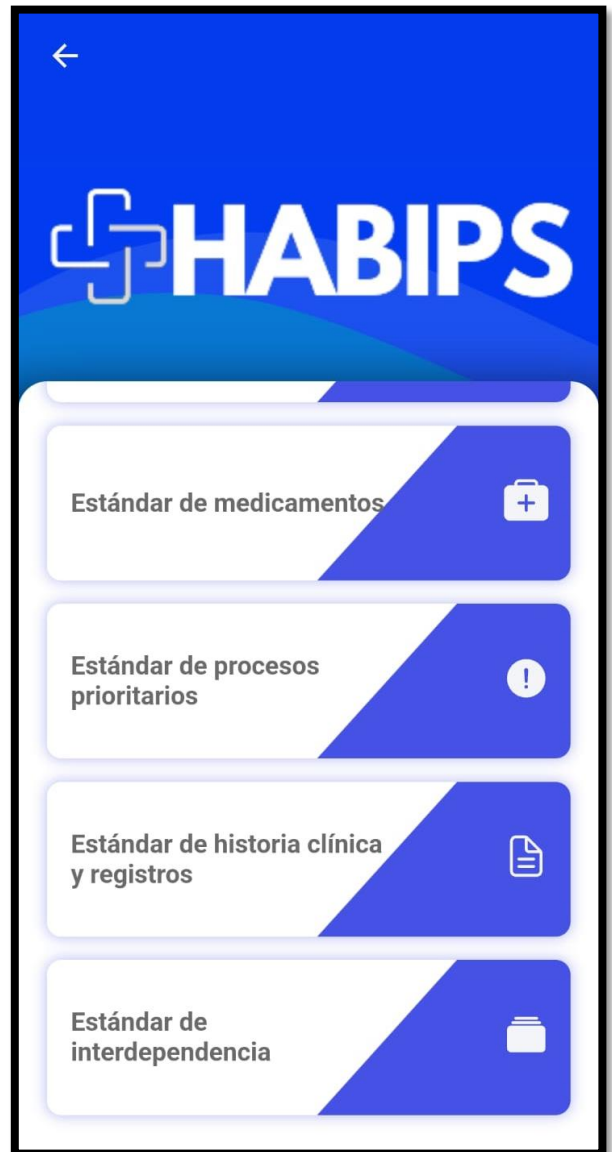 HABIPS
Estándar de medicamentos
Estándar de procesos
prioritarios
Estándar de historia clínica
y registros
Estándar de
interdependencia